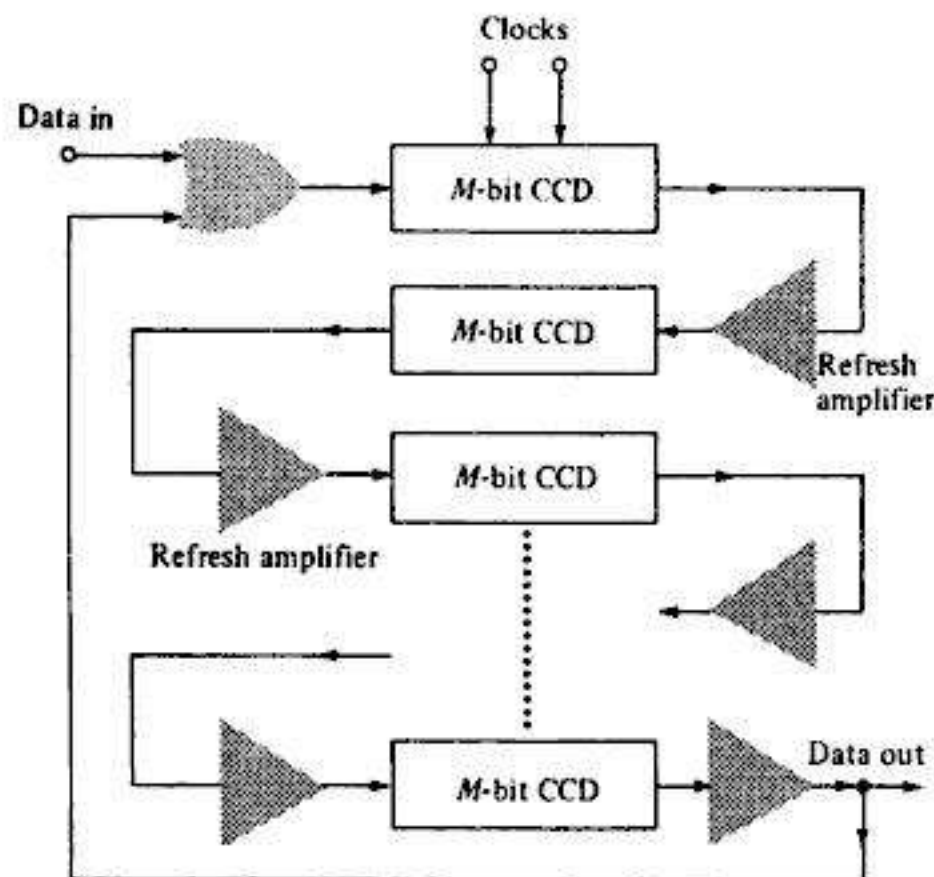 Clocks
Data in
M-bit CCD
M-bit CCD
Refresh
amplifier
M-bit CCD
Refresh amplifier
Data out
M-bit CCD